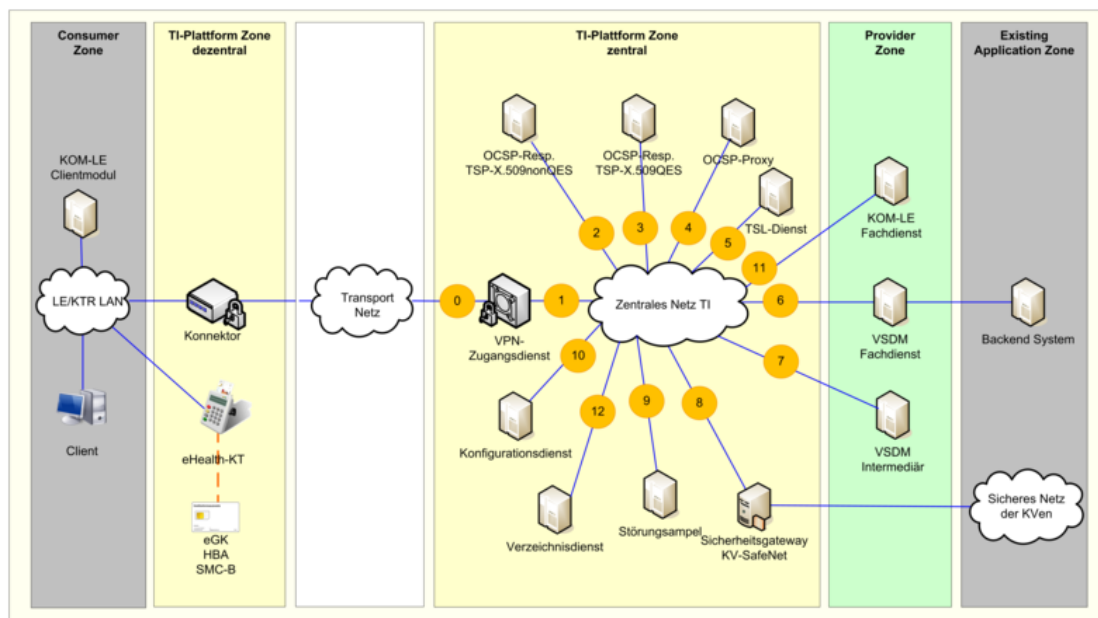 Consumer
Zone
TI-Plattform Zone
dezentral
TI-Plattform Zone
zentral
Provider
Zone
Existing
Application Zone
KOM-LE
Clientmodul
LE/KTR LAN
Client
Konnektor
eHealth-KT
eGK
HBA
SMC-B
Transport
Netz
0
VPN-
Zugangsdienst
1
Zentrales Netz TI
OCSP-Resp.
TSP-X.509nonQES
OCSP-Resp.
TSP-X.509QES
OCSP-Proxy
TSL-Dienst
2
3
4
5
11
6
7
8
9
10
12
Konfigurationsdienst
Verzeichnisdienst
Störungsampel
Sicherheitsgateway
KV-SafeNet
KOM-LE
Fachdienst
VSDM
Fachdienst
VSDM
Intermediär
Backend System
Sicheres Netz
der KVen